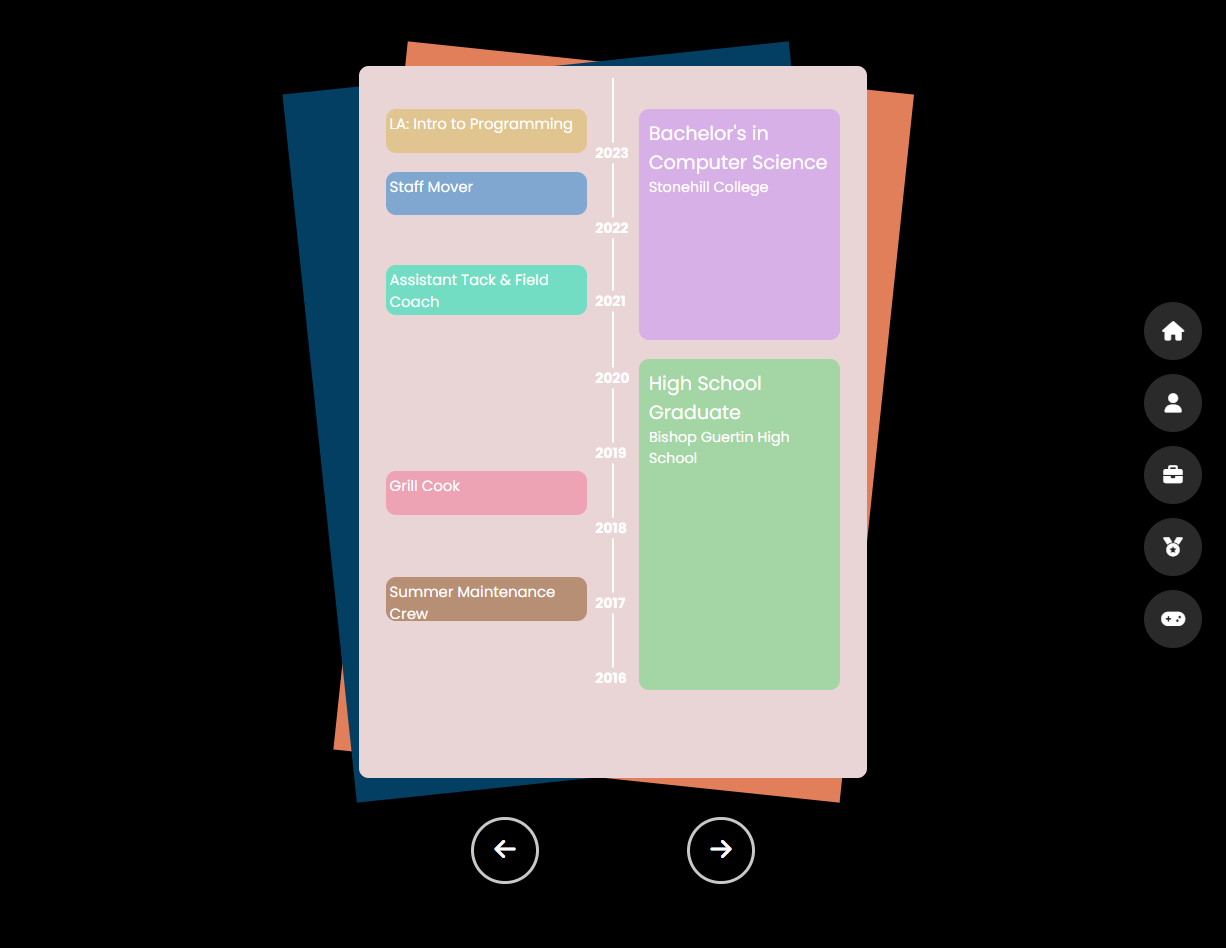 LA: Intro to Programming
Staff Mover
Assistant Tack & Field
Coach
Grill Cook
Summer Maintenance
Crew
2023
2022
2021
2020
2019
2018
2017
2016
Bachelor's in
Computer Science
Stonehill College
High School
Graduate
Bishop Guertin High
School